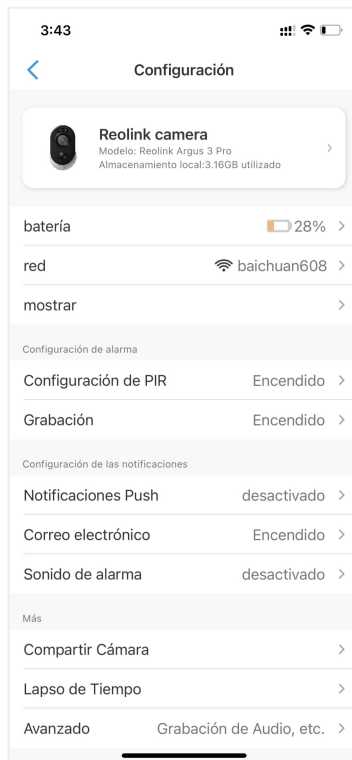 3:43
Configuración
Reolink camera
Modelo: Reolink Argus 3 Pro
Almacenamiento local:3.16GB utilizado
batería 28%
red baichuan608
mostrar
Configuración de alarma
Configuración de PIR Encendido
Grabación Encendido
Configuración de las notificaciones
Notificaciones Push desactivado
Correo electrónico Encendido
Sonido de alarma desactivado
Más
Compartir Cámara
Lapso de Tiempo
Avanzado Grabación de Audio, etc.